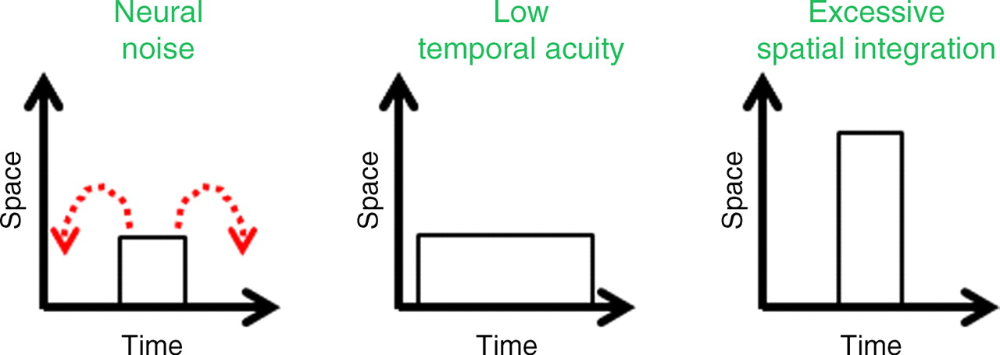 Neural
noise
Space
Time
Low
temporal acuity
Space
Time
Excessive
spatial integration
Space
Time